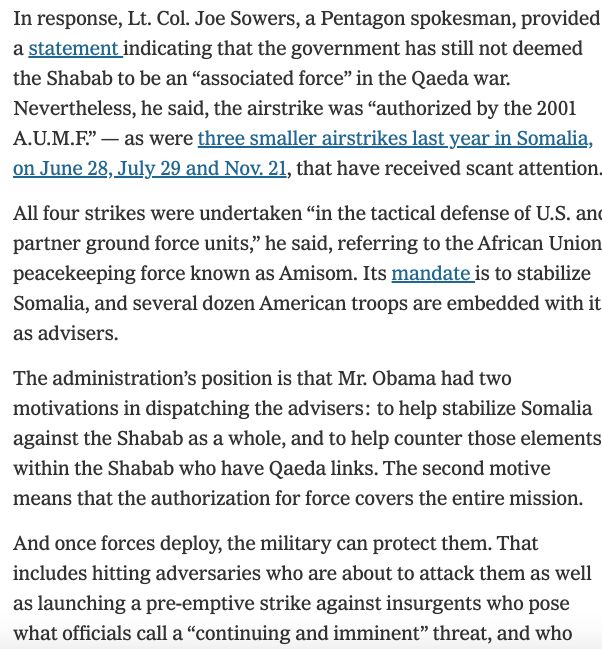 In response, Lt. Col. Joe Sowers, a Pentagon spokesman, provided
a statement indicating that the government has still not deemed
the Shabab to be an “associated force” in the Qaeda war.
Nevertheless, he said, the airstrike was “authorized by the 2001
A.U.M.F.” — as were three smaller airstrikes last year in Somalia,
on June 28, July 29 and Nov. 21, that have received scant attention.
All four strikes were undertaken “in the tactical defense of U.S. and
partner ground force units,” he said, referring to the African Union
peacekeeping force known as Amisom. Its mandate is to stabilize
Somalia, and several dozen American troops are embedded with it
as advisers.
The administration’s position is that Mr. Obama had two
motivations in dispatching the advisers: to help stabilize Somalia
against the Shabab as a whole, and to help counter those elements
within the Shabab who have Qaeda links. The second motive
means that the authorization for force covers the entire mission.
And once forces deploy, the military can protect them. That
includes hitting adversaries who are about to attack them as well
as launching a pre-emptive strike against insurgents who pose
what officials call a “continuing and imminent” threat, and who